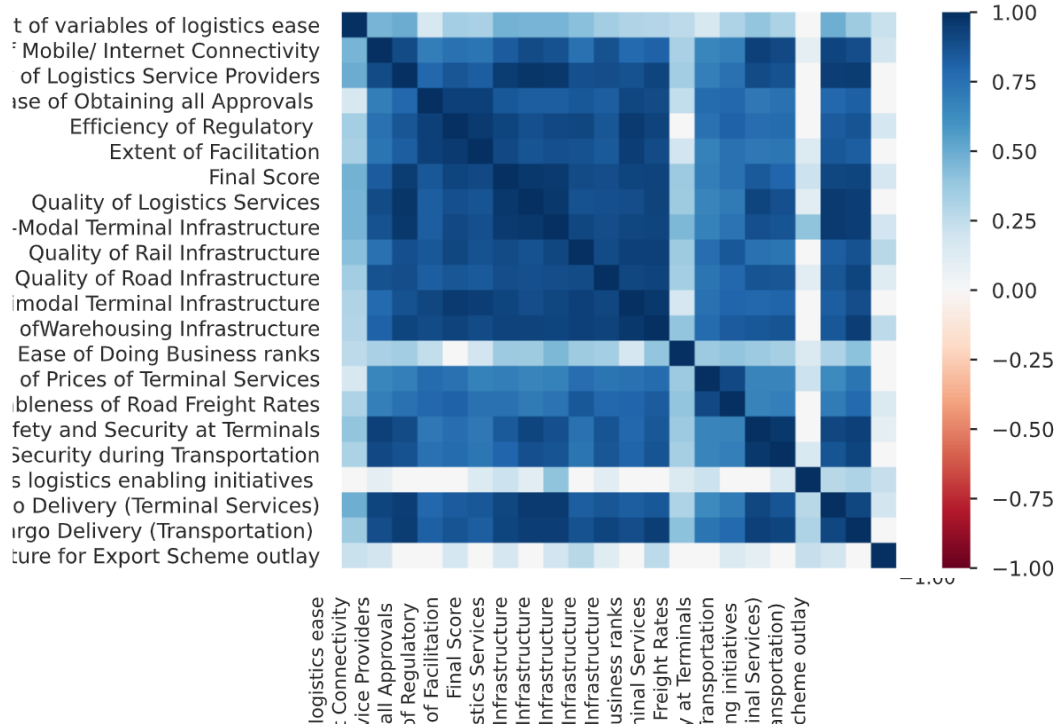 t of variables of logistics ease
Mobile/ Internet Connectivity
of Logistics Service Providers
ase of Obtaining all Approvals
Efficiency of Regulatory
Extent of Facilitation
Final Score
Quality of Logistics Services
-Modal Terminal Infrastructure
Quality of Rail Infrastructure
Quality of Road Infrastructure
imodal Terminal Infrastructure
ofWarehousing Infrastructure
Ease of Doing Business ranks
of Prices of Terminal Services
bleness of Road Freight Rates
fety and Security at Terminals
Security during Transportation
s logistics enabling initiatives
o Delivery (Terminal Services)
argo Delivery (Transportation)
ture for Export Scheme outlay
1.00
0.75
0.50
0.25
0.00
−0.25
−0.50
−0.75
−1.00
−1.00
logistics ease
Connectivity
vice Providers
all Approvals
of Regulatory
of Facilitation
Final Score
stics Services
Infrastructure
Infrastructure
Infrastructure
Infrastructure
Infrastructure
usiness ranks
minal Services
Freight Rates
y at Terminals
Transportation
ng initiatives
inal Services)
ansportation)
cheme outlay